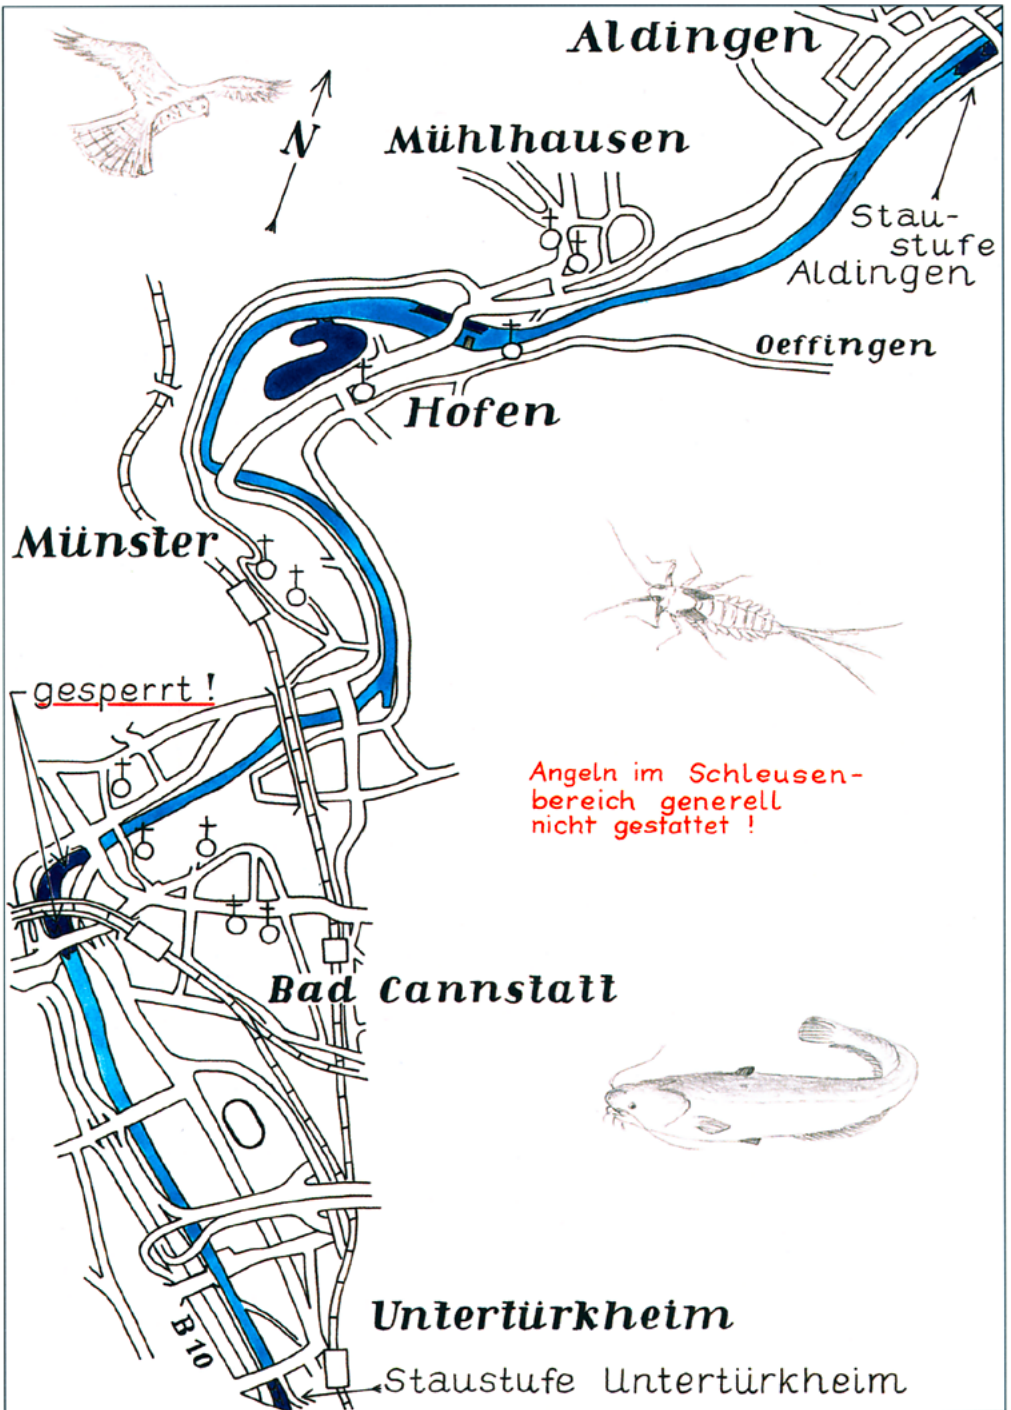 Aldingen
N
Mühlhausen
Stau-
stufe
Aldingen
Oeffingen
Hofen
Münster
gesperrt !
Angeln im Schleusen-
bereich generell
nicht gestattet !
Bad Cannstatt
Untertürkheim
B 10
Staustufe Untertürkheim